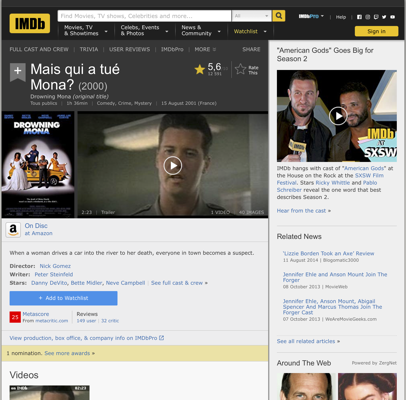 IMDb
Find Movies, TV shows, Celebrities and more...
All
IMDbPro
Help
Movies, TV & Showtimes
Celebs, Events & Photos
News & Community
Watchlist
Sign in
FULL CAST AND CREW | TRIVIA | USER REVIEWS | IMDbPro | MORE
SHARE
Mais qui a tué Mona? (2000)
5,6
Rate This
Drowning Mona (original title)
Tous publics | 1h 36min | Comedy, Crime, Mystery | 15 August 2001 (France)
DROWNING MONA
2:23 | Trailer
1 VIDEO
On Disc
at Amazon
When a woman drives a car into the river to her death, everyone in town becomes a suspect.
Director: Nick Gomez
Writer: Peter Steinfeld
Stars: Danny DeVito, Bette Midler, Neve Campbell | See full cast & crew »
+ Add to Watchlist
25
Metascore
From metacritic.com
Reviews
149 user | 32 critic
View production, box office, & company info on IMDbPro
1 nomination. See more awards »
Videos
"American Gods" Goes Big for Season 2
IMDb
at
SXSW
IMDb hangs with cast of "American Gods" at the House on the Rock at the SXSW Film Festival. Stars Ricky Whittle and Pablo Schreiber reveal the one word that best describes Season 2.
Hear from the cast »
Related News
'Lizzie Borden Took an Axe' Review
11 August 2014 | Blogomatic3000
Jennifer Ehle and Anson Mount Join The Forger
08 October 2013 | MovieWeb
Jennifer Ehle, Anson Mount, Abigail Spencer And Marcus Thomas Join The Forger Cast
07 October 2013 | WeAreMovieGeeks.com
See all related articles »
Around The Web
Powered by ZergNet